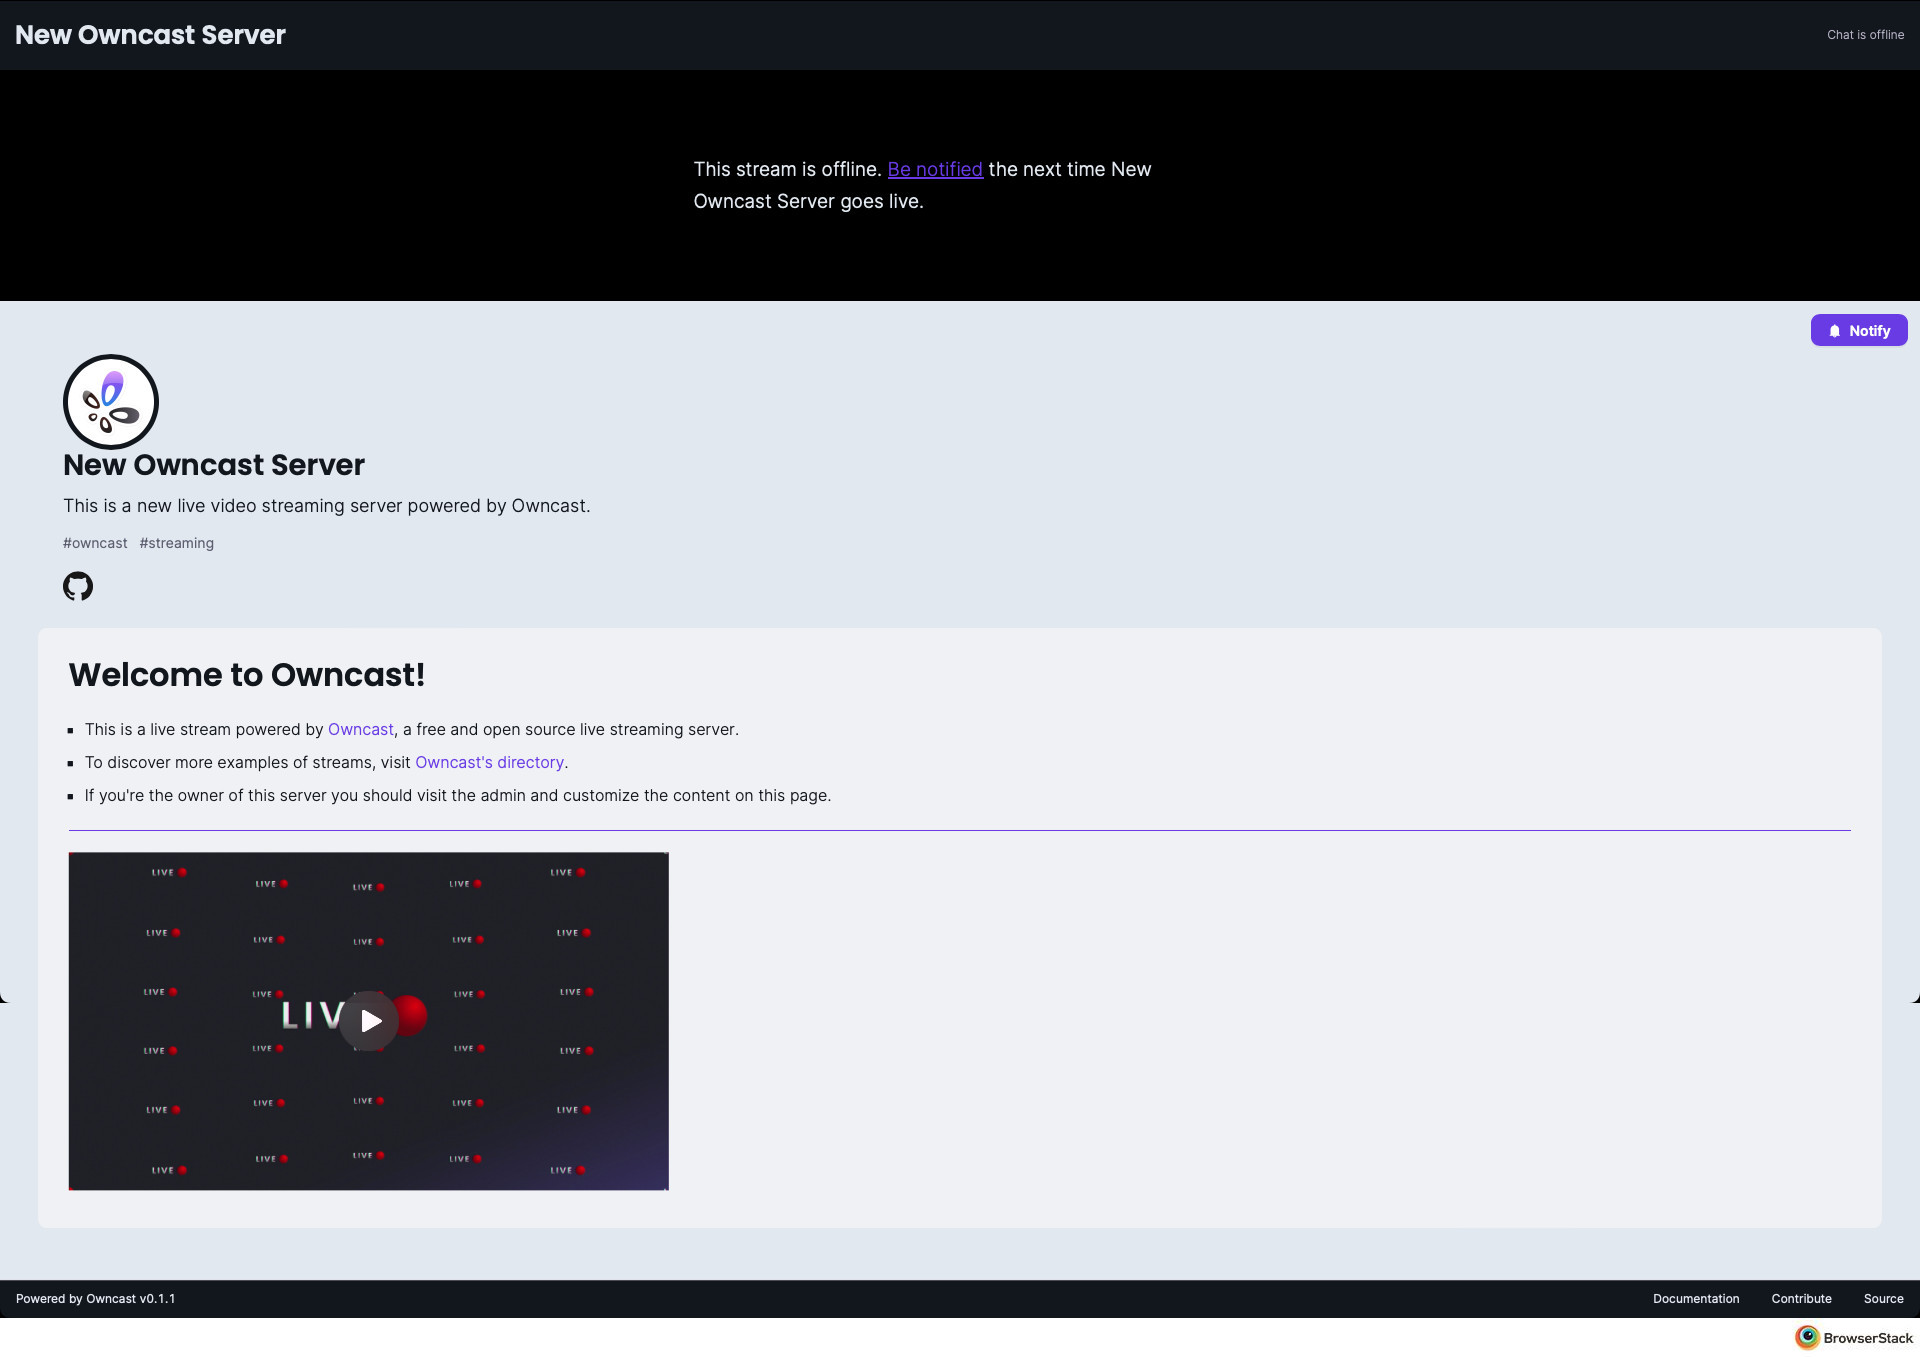 New Owncast Server
Chat is offline
This stream is offline. Be notified the next time New
Owncast Server goes live.
Notify
New Owncast Server
This is a new live video streaming server powered by Owncast.
#owncast #streaming
Welcome to Owncast!
This is a live stream powered by Owncast, a free and open source live streaming server.
To discover more examples of streams, visit Owncast's directory.
If you're the owner of this server you should visit the admin and customize the content on this page.
LIVE LIVE LIVE LIVE LIVE
LIVE LIVE LIVE LIVE LIVE
LIVE LIVE LIVE LIVE
LIV
LIVE LIVE LIVE LIVE
LIVE LIVE LIVE LIVE LIVE
LIVE LIVE LIVE LIVE LIVE
Powered by Owncast v0.1.1
Documentation Contribute Source
BrowserStack